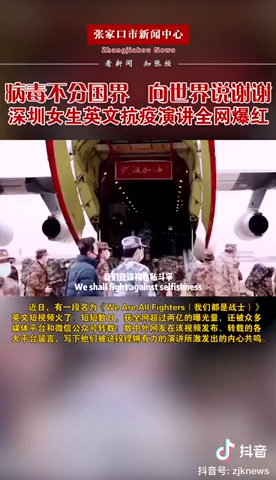 张家口市新闻中心
Zhangjiakou News
看新闻 知张垣
病毒不分国界 向世界说谢谢
深圳女生英文抗疫演讲全网爆红
武汉加油
我们应该和自私斗争
We shall fight against selfishness
近日，有一段名为《We Are All Fighters（我们都是战士）》
英文短视频火了。短短数日，获全网超过两亿的曝光量，还被众多
媒体平台和微信公众号转载。数中外网友在该视频发布、转载的各
大平台留言，写下他们被这段铿锵有力的演讲所激发出的内心共鸣。
抖音
抖音号: zjknews